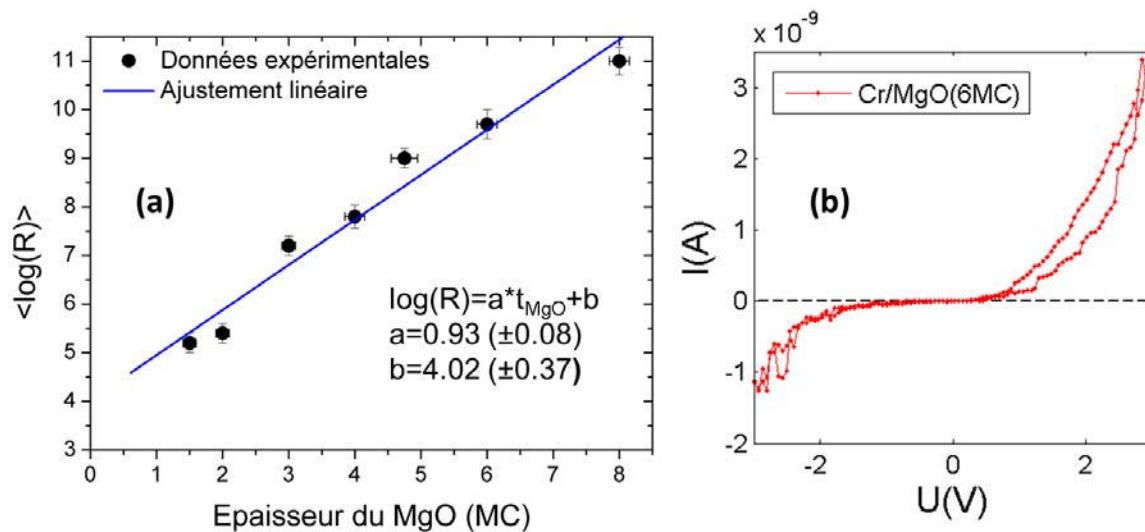 Données expérimentales
Ajustement linéaire
(a)
log(R)=a*t_MgO+b
a=0.93 (±0.08)
b=4.02 (±0.37)
<log(R)>
11
10
9
8
7
6
5
4
3
0 1 2 3 4 5 6 7 8
Epaisseur du MgO (MC)
x 10^-9
Cr/MgO(6MC)
(b)
I(A)
3
2
1
0
-1
-2
-2 0 2
U(V)